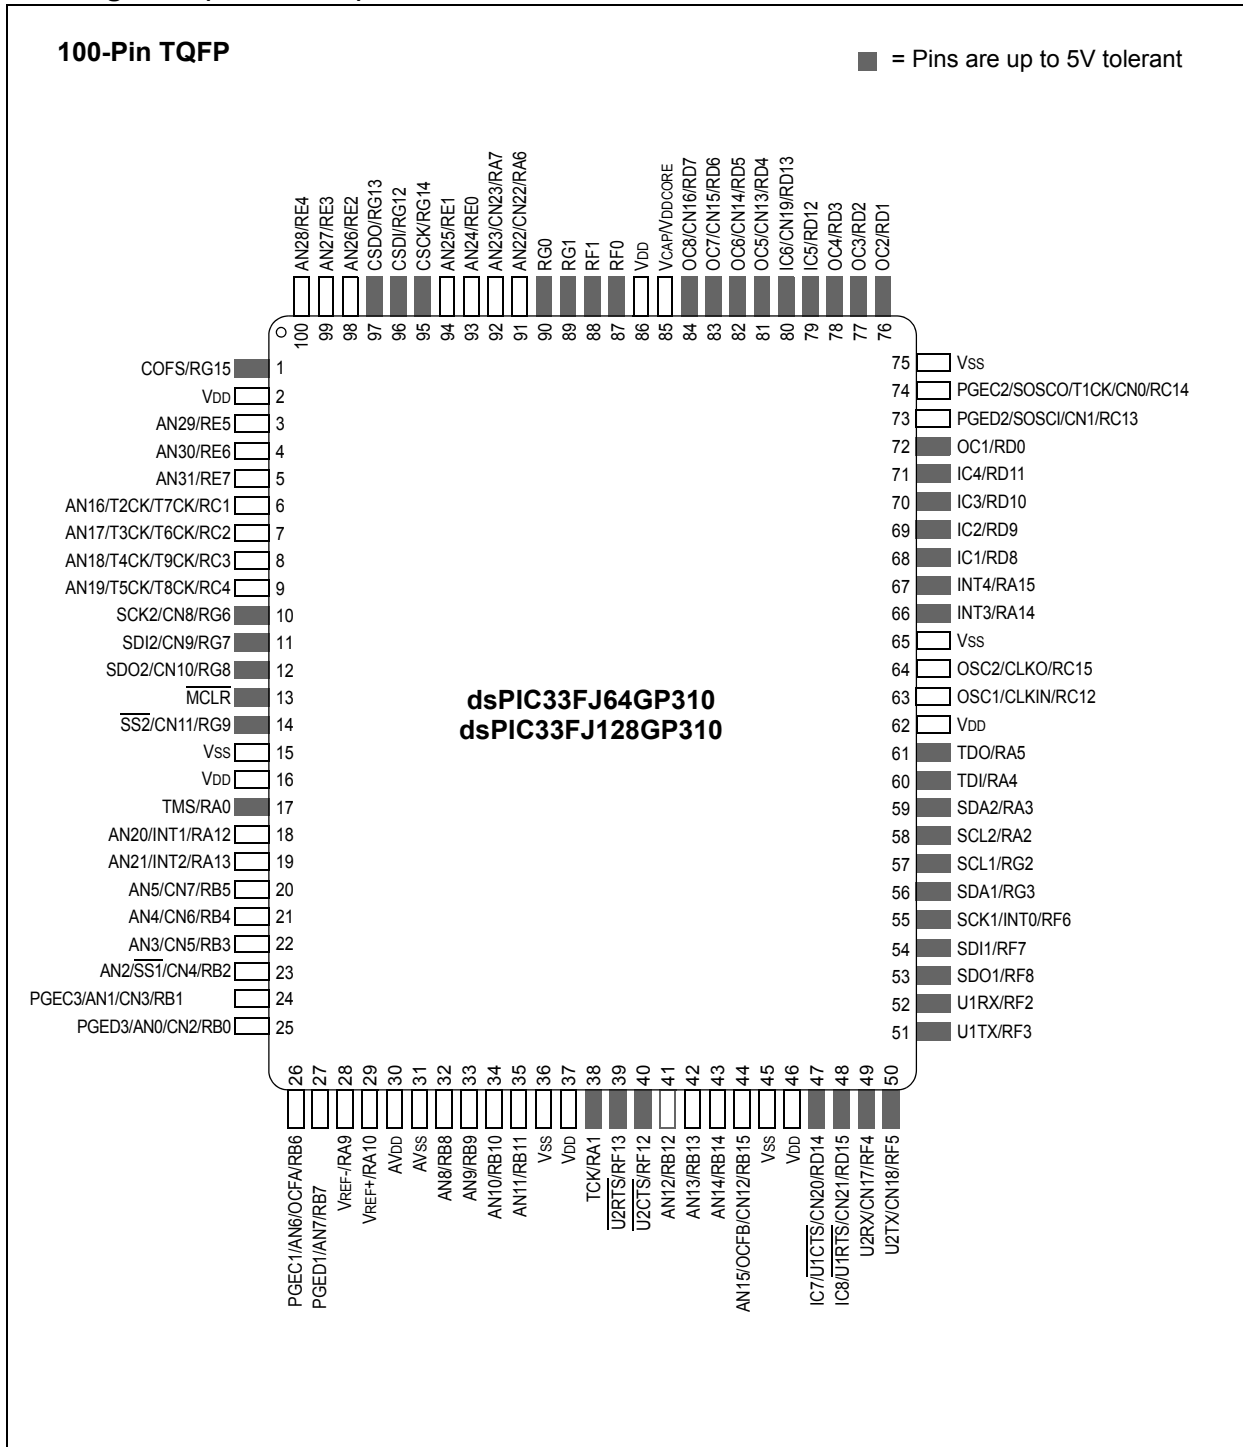 100-Pin TQFP
= Pins are up to 5V tolerant
AN28/RE4
AN27/RE3
AN26/RE2
CSDO/RG13
CSDI/RG12
CSCK/RG14
AN25/RE1
AN24/RE0
AN23/CN23/RA7
AN22/CN22/RA6
RG0
RG1
RF1
RF0
VDD
VCAP/VDDCORE
OC8/CN16/RD7
OC7/CN15/RD6
OC6/CN14/RD5
OC5/CN13/RD4
IC6/CN19/RD13
IC5/RD12
OC4/RD3
OC3/RD2
OC2/RD1
100 99 98 97 96 95 94 93 92 91 90 89 88 87 86 85 84 83 82 81 80 79 78 77 76
COFS/RG15 1
VDD 2
AN29/RE5 3
AN30/RE6 4
AN31/RE7 5
AN16/T2CK/T7CK/RC1 6
AN17/T3CK/T6CK/RC2 7
AN18/T4CK/T9CK/RC3 8
AN19/T5CK/T8CK/RC4 9
SCK2/CN8/RG6 10
SDI2/CN9/RG7 11
SDO2/CN10/RG8 12
MCLR 13
SS2/CN11/RG9 14
VSS 15
VDD 16
TMS/RA0 17
AN20/INT1/RA12 18
AN21/INT2/RA13 19
AN5/CN7/RB5 20
AN4/CN6/RB4 21
AN3/CN5/RB3 22
AN2/SS1/CN4/RB2 23
PGEC3/AN1/CN3/RB1 24
PGED3/AN0/CN2/RB0 25
dsPIC33FJ64GP310
dsPIC33FJ128GP310
75 VSS
74 PGEC2/SOSCO/T1CK/CN0/RC14
73 PGED2/SOSCI/CN1/RC13
72 OC1/RD0
71 IC4/RD11
70 IC3/RD10
69 IC2/RD9
68 IC1/RD8
67 INT4/RA15
66 INT3/RA14
65 VSS
64 OSC2/CLKO/RC15
63 OSC1/CLKIN/RC12
62 VDD
61 TDO/RA5
60 TDI/RA4
59 SDA2/RA3
58 SCL2/RA2
57 SCL1/RG2
56 SDA1/RG3
55 SCK1/INT0/RF6
54 SDI1/RF7
53 SDO1/RF8
52 U1RX/RF2
51 U1TX/RF3
26 27 28 29 30 31 32 33 34 35 36 37 38 39 40 41 42 43 44 45 46 47 48 49 50
PGEC1/AN6/OCFA/RB6
PGED1/AN7/RB7
VREF-/RA9
VREF+/RA10
AVDD
AVSS
AN8/RB8
AN9/RB9
AN10/RB10
AN11/RB11
VSS
VDD
TCK/RA1
U2RTS/RF13
U2CTS/RF12
AN12/RB12
AN13/RB13
AN14/RB14
AN15/OCFB/CN12/RB15
VSS
VDD
IC7/U1CTS/CN20/RD14
IC8/U1RTS/CN21/RD15
U2RX/CN17/RF4
U2TX/CN18/RF5